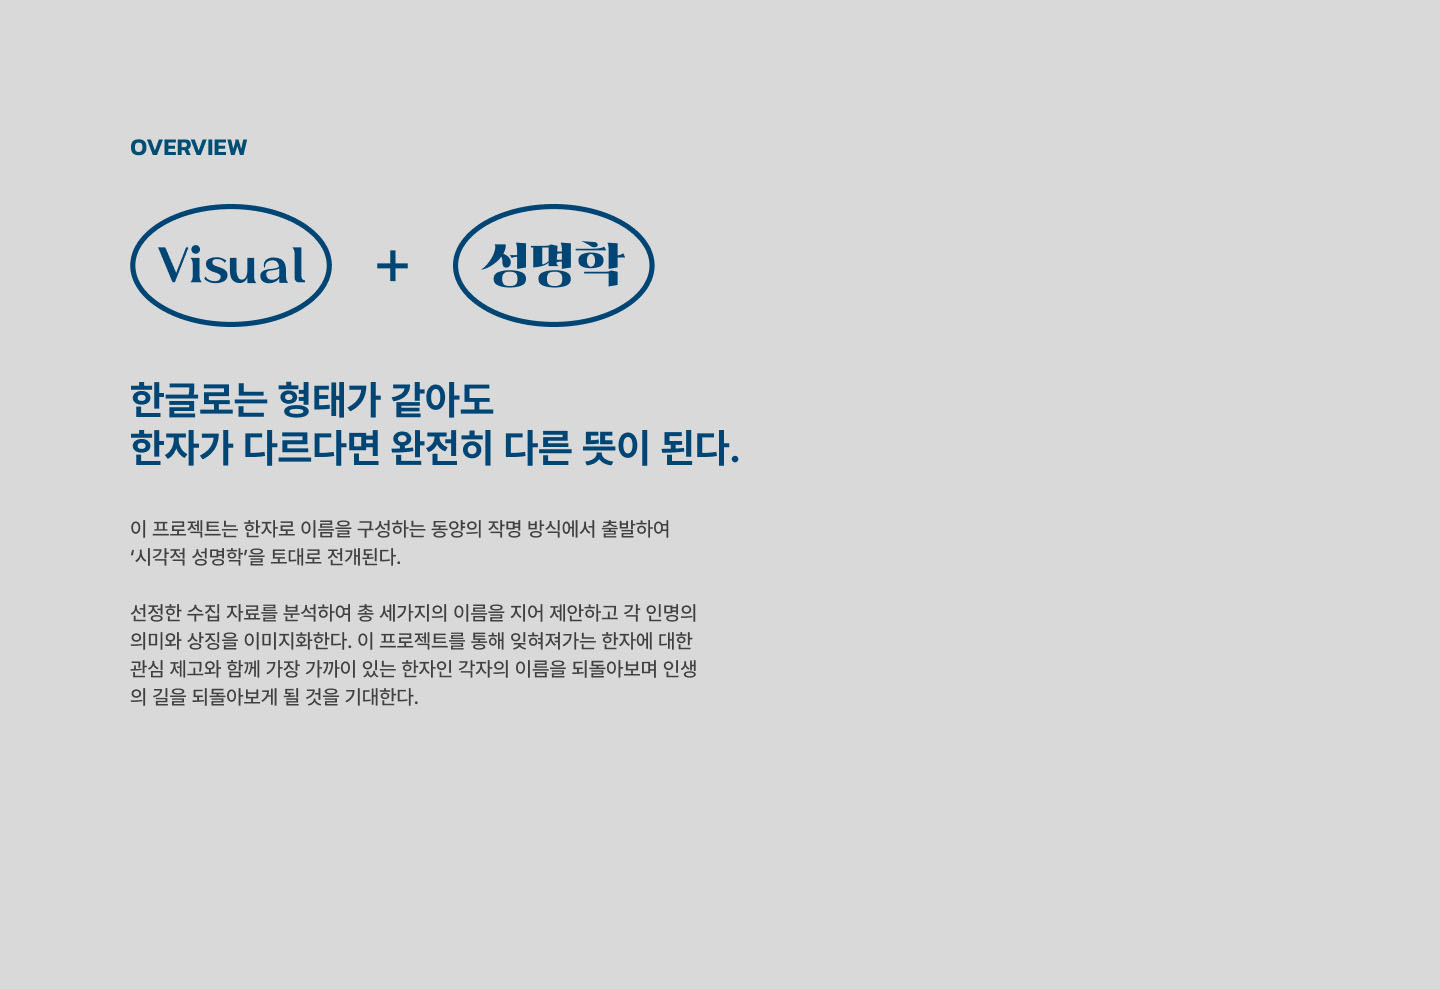 OVERVIEW
Visual + 성명학
한글로는 형태가 같아도
한자가 다르다면 완전히 다른 뜻이 된다.
이 프로젝트는 한자로 이름을 구성하는 동양의 작명 방식에서 출발하여
‘시각적 성명학’을 토대로 전개된다.
선정한 수집 자료를 분석하여 총 세가지의 이름을 지어 제안하고 각 인명의
의미와 상징을 이미지화한다. 이 프로젝트를 통해 잊혀져가는 한자에 대한
관심 제고와 함께 가장 가까이 있는 한자인 각자의 이름을 되돌아보며 인생
의 길을 되돌아보게 될 것을 기대한다.